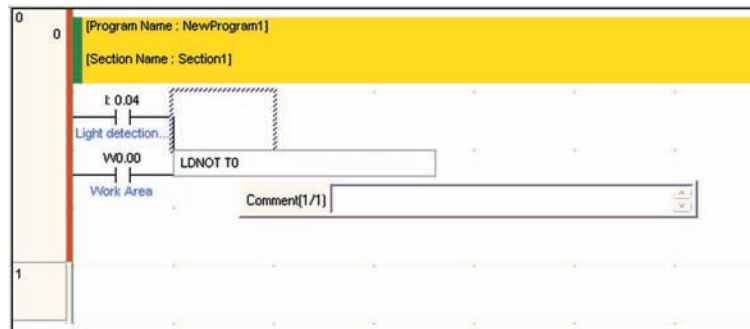 0
0
[Program Name : NewProgram1]
[Section Name : Section1]
I: 0.04
Light detection...
W0.00
LDNOT T0
Work Area
Comment(1/1)
1